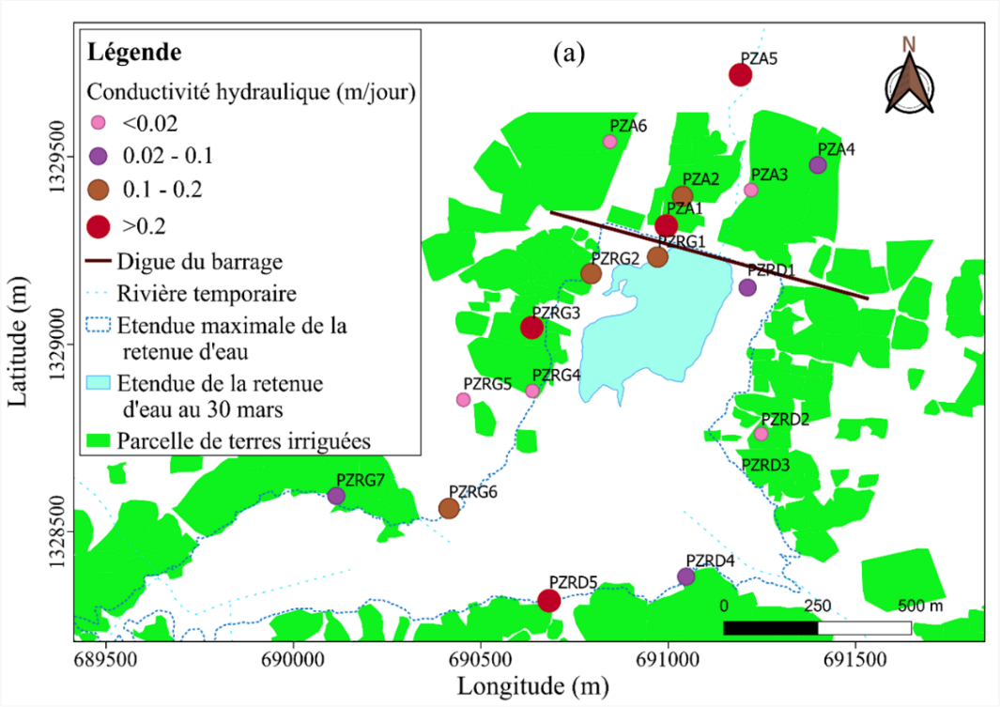 (a)
N
Légende
Conductivité hydraulique (m/jour)
<0.02
0.02 - 0.1
0.1 - 0.2
>0.2
Digue du barrage
Rivière temporaire
Etendue maximale de la
retenue d'eau
Etendue de la retenue
d'eau au 30 mars
Parcelle de terres irriguées
PZA5
PZA6
PZA4
PZA3
PZA2
PZA1
PZRG1
PZRG2
PZRD1
PZRG3
PZRG4
PZRG5
PZRD2
PZRD3
PZRG7
PZRG6
PZRD4
PZRD5
0 250 500 m
1329500
1329000
1328500
Latitude (m)
689500 690000 690500 691000 691500
Longitude (m)